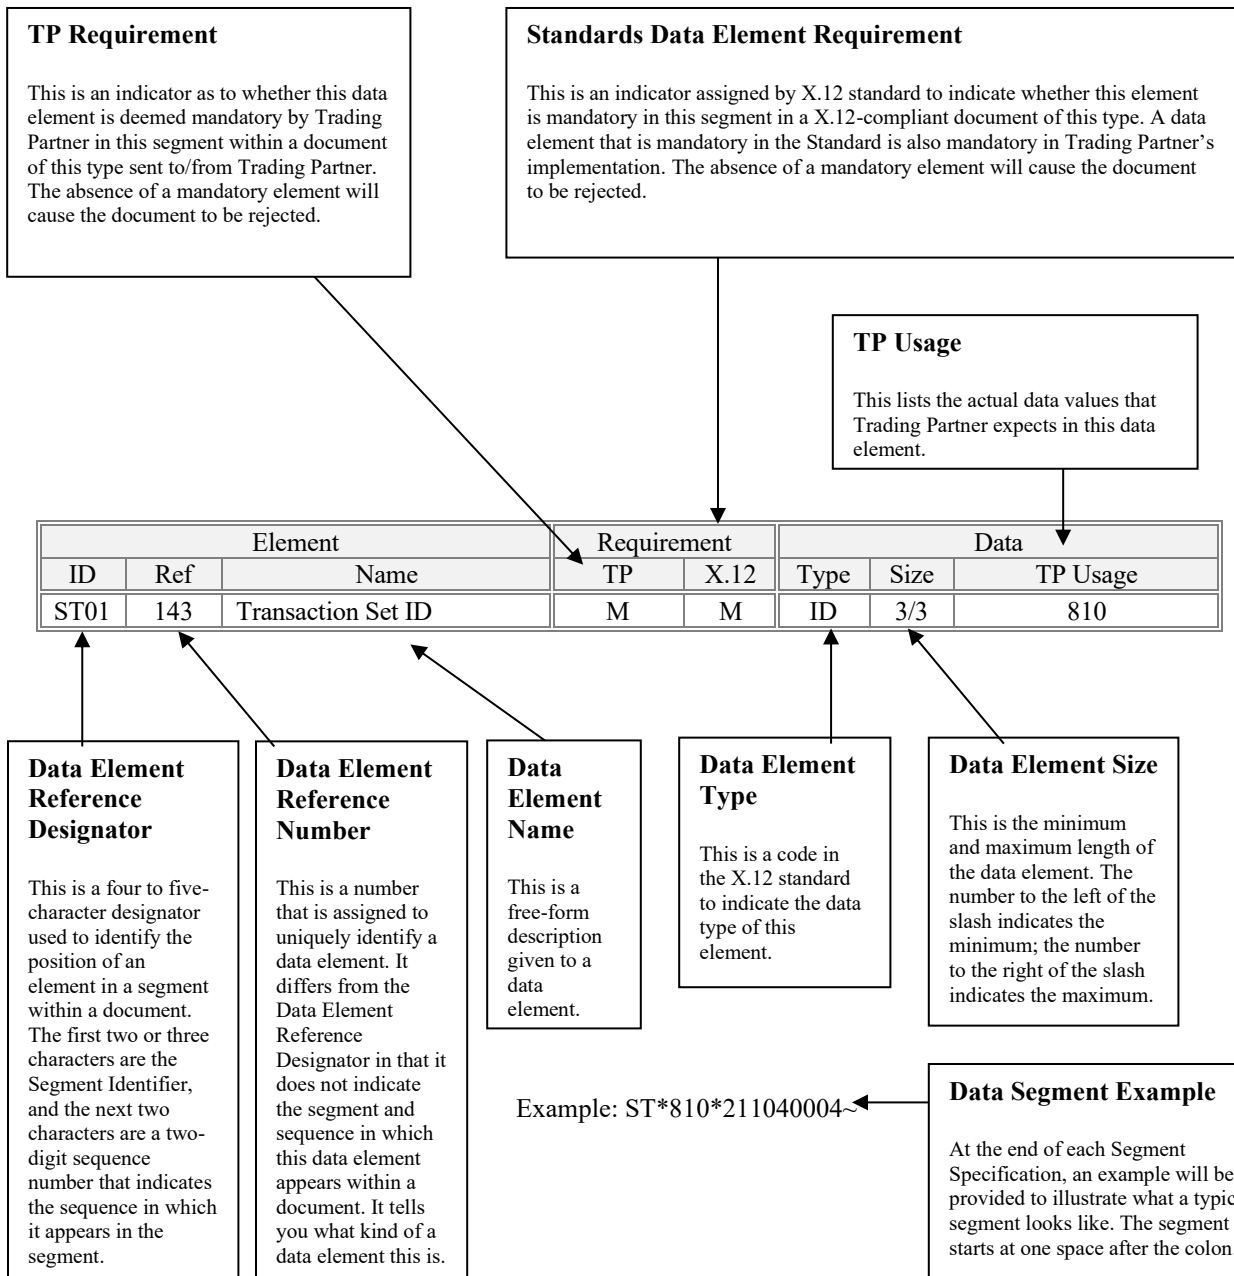 TP Requirement
This is an indicator as to whether this data
element is deemed mandatory by Trading
Partner in this segment within a document
of this type sent to/from Trading Partner.
The absence of a mandatory element will
cause the document to be rejected.
Standards Data Element Requirement
This is an indicator assigned by X.12 standard to indicate whether this element
is mandatory in this segment in a X.12-compliant document of this type. A data
element that is mandatory in the Standard is also mandatory in Trading Partner’s
implementation. The absence of a mandatory element will cause the document
to be rejected.
TP Usage
This lists the actual data values that
Trading Partner expects in this data
element.
Element Requirement Data
ID Ref Name TP X.12 Type Size TP Usage
ST01 143 Transaction Set ID M M ID 3/3 810
Data Element
Reference
Designator
This is a four to five-
character designator
used to identify the
position of an
element in a segment
within a document.
The first two or three
characters are the
Segment Identifier,
and the next two
characters are a two-
digit sequence
number that indicates
the sequence in which
it appears in the
segment.
Data Element
Reference
Number
This is a number
that is assigned to
uniquely identify a
data element. It
differs from the
Data Element
Reference
Designator in that it
does not indicate
the segment and
sequence in which
this data element
appears within a
document. It tells
you what kind of a
data element this is.
Data
Element
Name
This is a
free-form
description
given to a
data
element.
Data Element
Type
This is a code in
the X.12 standard
to indicate the data
type of this
element.
Data Element Size
This is the minimum
and maximum length of
the data element. The
number to the left of the
slash indicates the
minimum; the number
to the right of the slash
indicates the maximum.
Example: ST*810*211040004~
Data Segment Example
At the end of each Segment
Specification, an example will be
provided to illustrate what a typic
segment looks like. The segment
starts at one space after the colon.